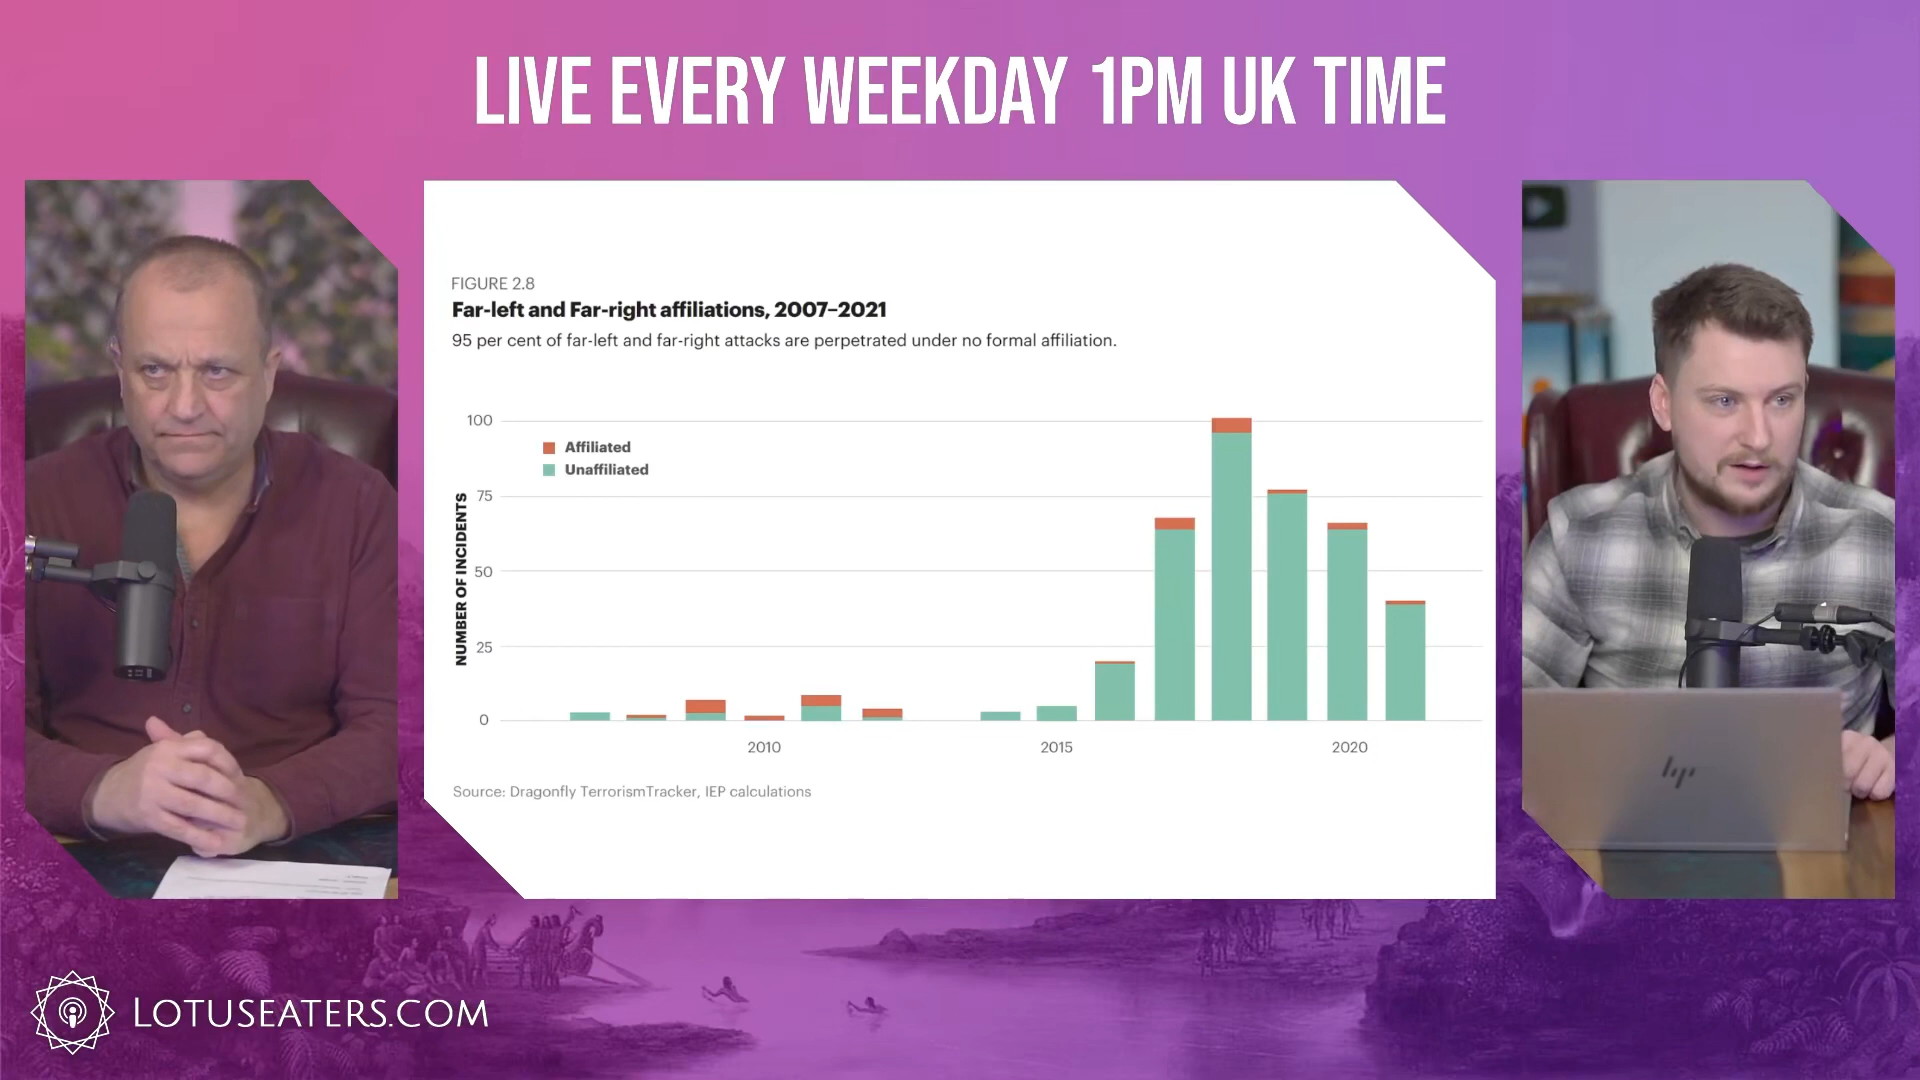 LIVE EVERY WEEKDAY 1PM UK TIME
FIGURE 2.8
Far-left and Far-right affiliations, 2007–2021
95 per cent of far-left and far-right attacks are perpetrated under no formal affiliation.
NUMBER OF INCIDENTS
100
75
50
25
0
Affiliated
Unaffiliated
2010
2015
2020
Source: Dragonfly TerrorismTracker, IEP calculations
hp
LOTUSEATERS.COM